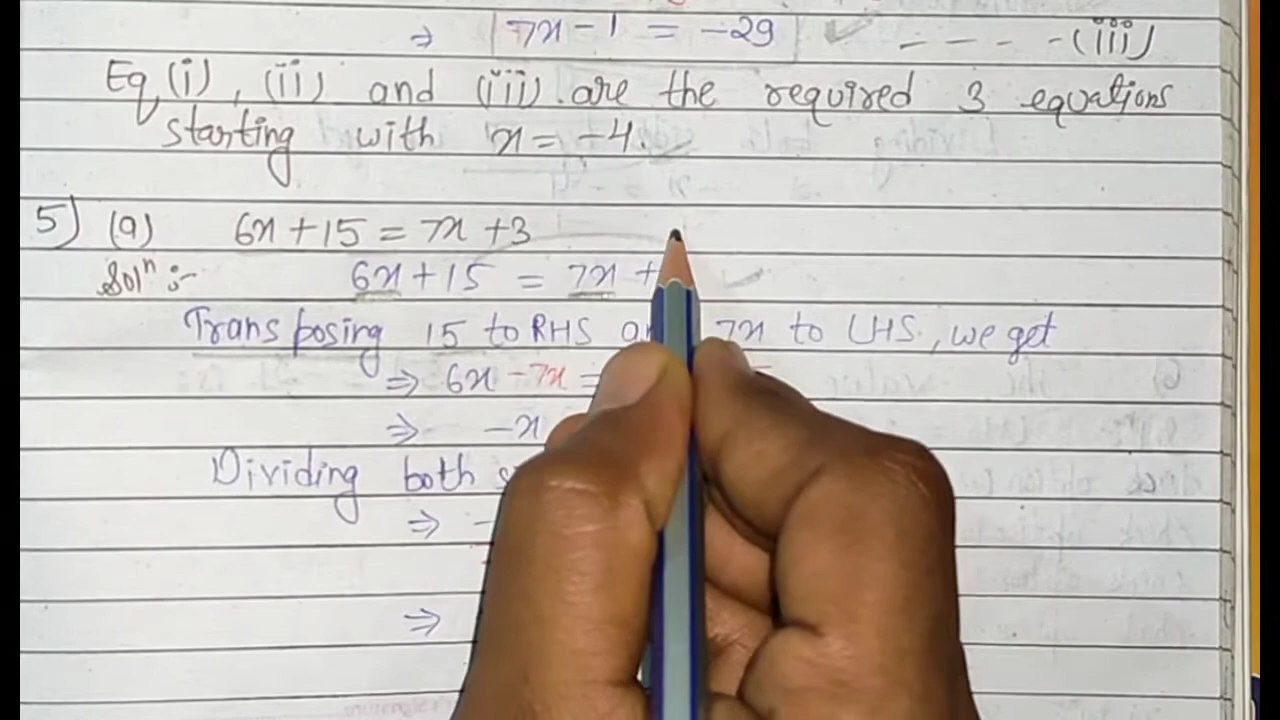 ⇒ 7x - 1 = -29 - - - - (iii)
Eq (i), (ii) and (iii) are the required 3 equations
starting with x = -4.
5) (a) 6x + 15 = 7x + 3
Solⁿ :- 6x + 15 = 7x +
Transposing 15 to RHS 7x to LHS, we get
⇒ 6x - 7x =
⇒ -x
Dividing both
⇒ -
⇒